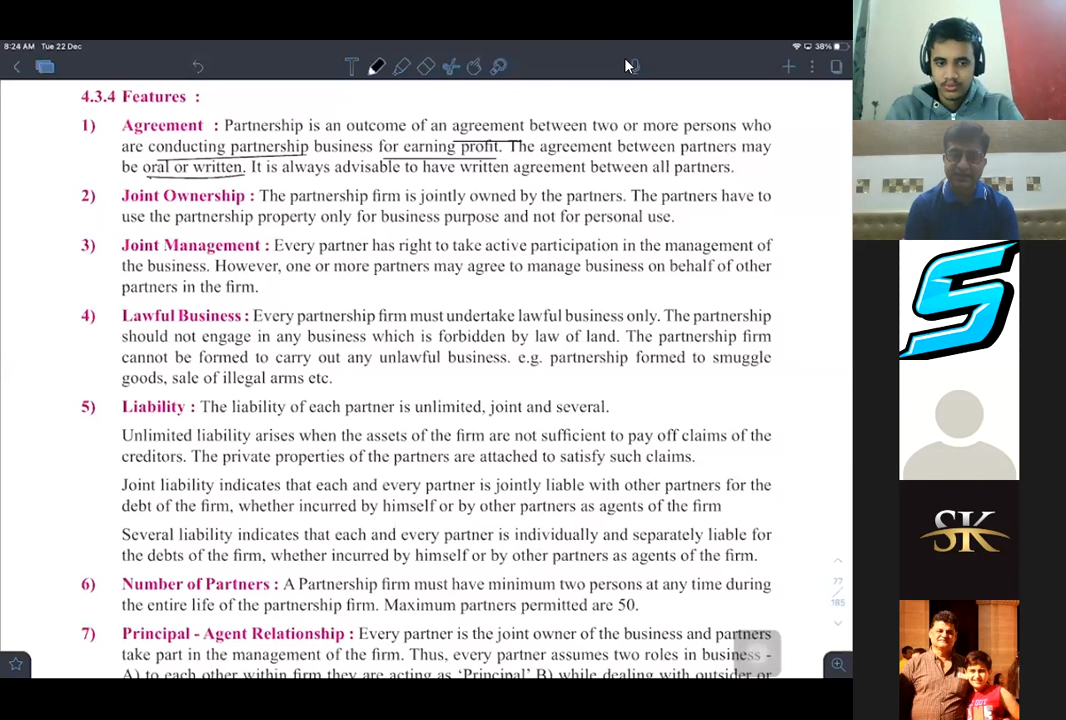 8:24 AM Tue 22 Dec
38%
4.3.4 Features :
1) Agreement : Partnership is an outcome of an agreement between two or more persons who
are conducting partnership business for earning profit. The agreement between partners may
be oral or written. It is always advisable to have written agreement between all partners.
2) Joint Ownership : The partnership firm is jointly owned by the partners. The partners have to
use the partnership property only for business purpose and not for personal use.
3) Joint Management : Every partner has right to take active participation in the management of
the business. However, one or more partners may agree to manage business on behalf of other
partners in the firm.
4) Lawful Business : Every partnership firm must undertake lawful business only. The partnership
should not engage in any business which is forbidden by law of land. The partnership firm
cannot be formed to carry out any unlawful business. e.g. partnership formed to smuggle
goods, sale of illegal arms etc.
5) Liability : The liability of each partner is unlimited, joint and several.
Unlimited liability arises when the assets of the firm are not sufficient to pay off claims of the
creditors. The private properties of the partners are attached to satisfy such claims.
Joint liability indicates that each and every partner is jointly liable with other partners for the
debt of the firm, whether incurred by himself or by other partners as agents of the firm
Several liability indicates that each and every partner is individually and separately liable for
the debts of the firm, whether incurred by himself or by other partners as agents of the firm.
6) Number of Partners : A Partnership firm must have minimum two persons at any time during
the entire life of the partnership firm. Maximum partners permitted are 50.
7) Principal - Agent Relationship : Every partner is the joint owner of the business and partners
take part in the management of the firm. Thus, every partner assumes two roles in business -
A) to each other within firm they are acting as 'Principal' B) while dealing with outsider or
77
185
S
SK